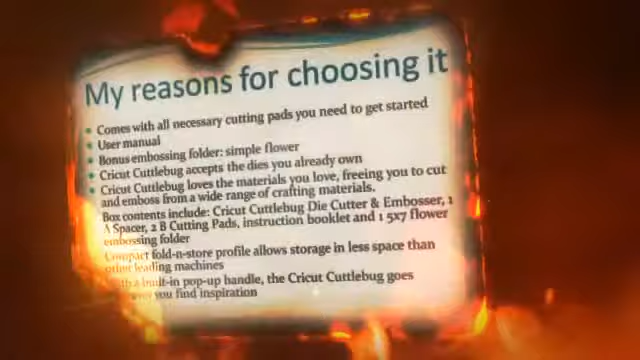 My reasons for choosing it
Comes with all necessary cutting pads you need to get started
User manual
Bonus embossing folder: simple flower
Cricut Cuttlebug accepts the dies you already own
Cricut Cuttlebug loves the materials you love, freeing you to cut
and emboss from a wide range of crafting materials.
Box contents include: Cricut Cuttlebug Die Cutter & Embosser, 1
A Spacer, 2 B Cutting Pads, instruction booklet and 1 5x7 flower
embossing folder
Compact fold-n-store profile allows storage in less space than
other leading machines
built-in pop-up handle, the Cricut Cuttlebug goes
you find inspiration